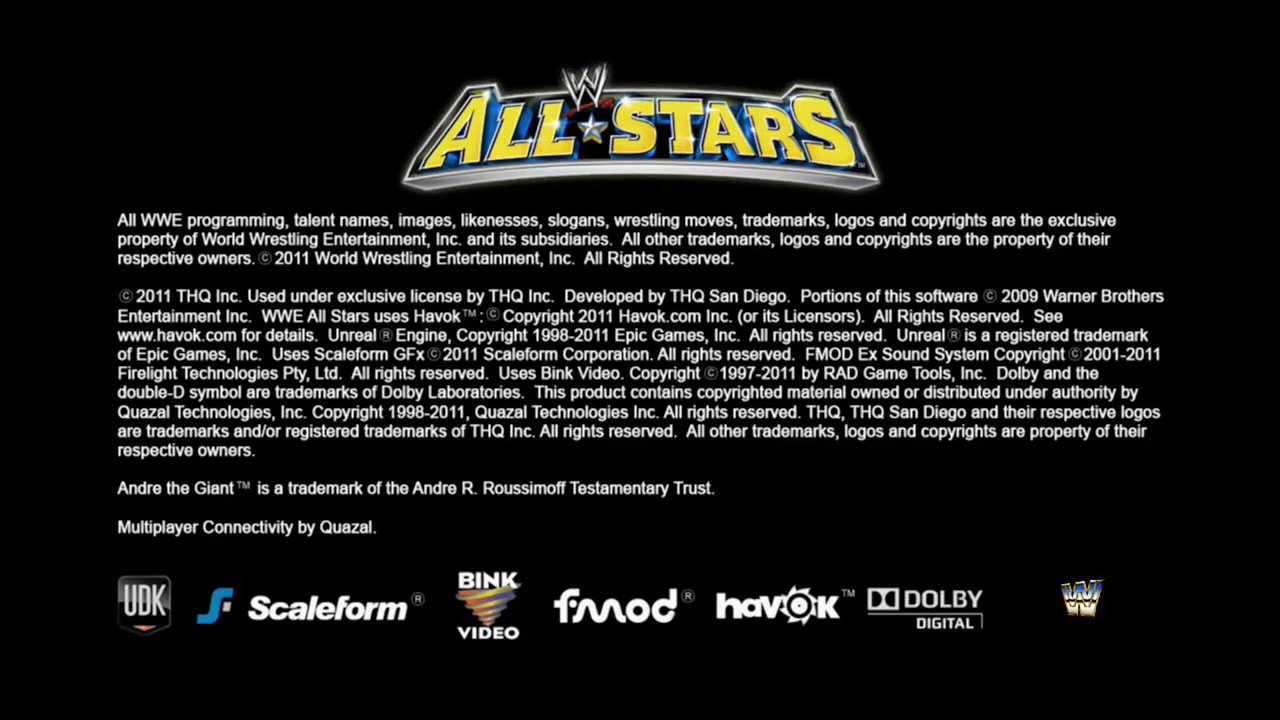 W
ALL STARS™
All WWE programming, talent names, images, likenesses, slogans, wrestling moves, trademarks, logos and copyrights are the exclusive
property of World Wrestling Entertainment, Inc. and its subsidiaries. All other trademarks, logos and copyrights are the property of their
respective owners. © 2011 World Wrestling Entertainment, Inc. All Rights Reserved.
© 2011 THQ Inc. Used under exclusive license by THQ Inc. Developed by THQ San Diego. Portions of this software © 2009 Warner Brothers
Entertainment Inc. WWE All Stars uses Havok™: © Copyright 2011 Havok.com Inc. (or its Licensors). All Rights Reserved. See
www.havok.com for details. Unreal® Engine, Copyright 1998-2011 Epic Games, Inc. All rights reserved. Unreal® is a registered trademark
of Epic Games, Inc. Uses Scaleform GFx © 2011 Scaleform Corporation. All rights reserved. FMOD Ex Sound System Copyright © 2001-2011
Firelight Technologies Pty, Ltd. All rights reserved. Uses Bink Video. Copyright © 1997-2011 by RAD Game Tools, Inc. Dolby and the
double-D symbol are trademarks of Dolby Laboratories. This product contains copyrighted material owned or distributed under authority by
Quazal Technologies, Inc. Copyright 1998-2011, Quazal Technologies Inc. All rights reserved. THQ, THQ San Diego and their respective logos
are trademarks and/or registered trademarks of THQ Inc. All rights reserved. All other trademarks, logos and copyrights are property of their
respective owners.
Andre the Giant™ is a trademark of the Andre R. Roussimoff Testamentary Trust.
Multiplayer Connectivity by Quazal.
UDK Scaleform® BINK VIDEO fmod® havok™ DOLBY DIGITAL W